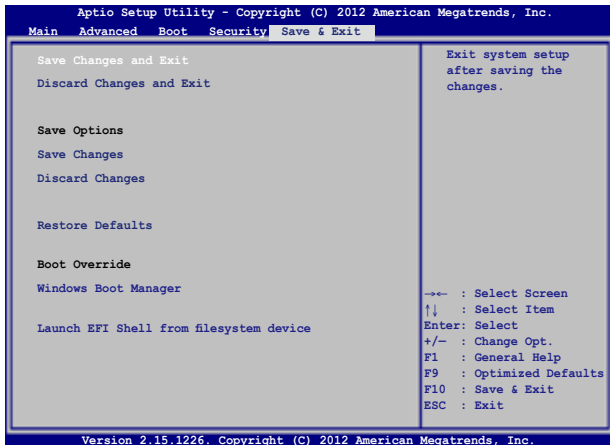 Aptio Setup Utility - Copyright (C) 2012 American Megatrends, Inc.
Main Advanced Boot Security Save & Exit
Save Changes and Exit
Discard Changes and Exit
Save Options
Save Changes
Discard Changes
Restore Defaults
Boot Override
Windows Boot Manager
Launch EFI Shell from filesystem device
Exit system setup
after saving the
changes.
→← : Select Screen
↑↓ : Select Item
Enter: Select
+/— : Change Opt.
F1 : General Help
F9 : Optimized Defaults
F10 : Save & Exit
ESC : Exit
Version 2.15.1226. Copyright (C) 2012 American Megatrends, Inc.